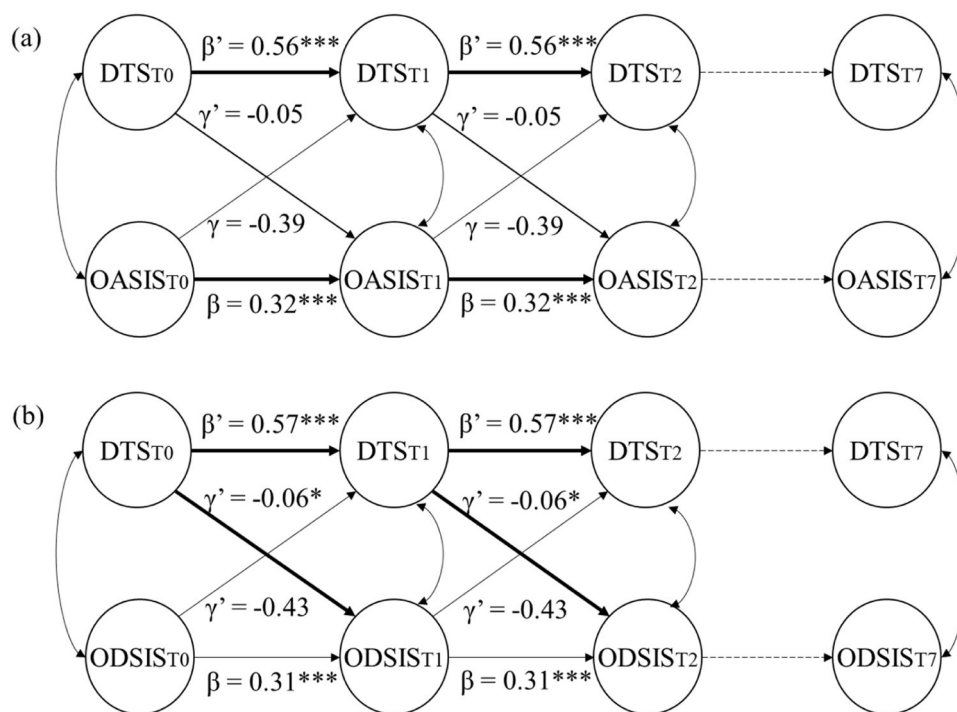 (a)
DTST0 β’ = 0.56*** DTST1 β’ = 0.56*** DTST2 DTST7
γ’ = -0.05 γ’ = -0.05
γ = -0.39 γ = -0.39
OASIST0 β = 0.32*** OASIST1 β = 0.32*** OASIST2 OASIST7
(b)
DTST0 β’ = 0.57*** DTST1 β’ = 0.57*** DTST2 DTST7
γ’ = -0.06* γ’ = -0.06*
γ’ = -0.43 γ’ = -0.43
ODSIST0 β = 0.31*** ODSIST1 β = 0.31*** ODSIST2 ODSIST7